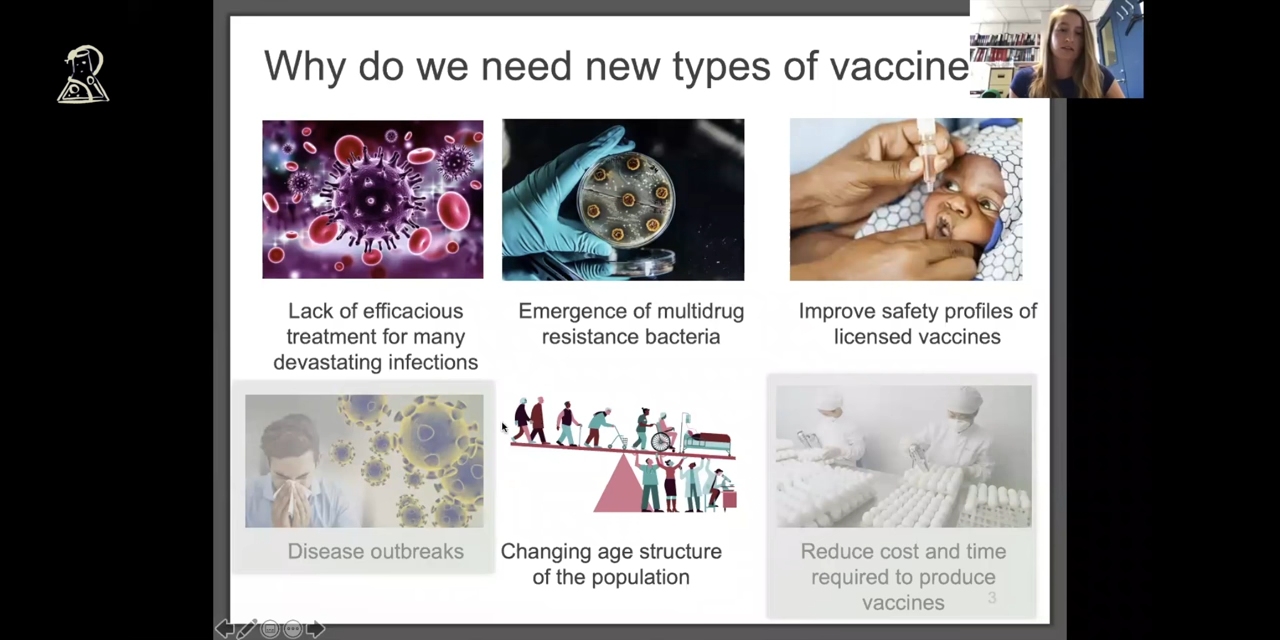 Why do we need new types of vaccine
Lack of efficacious
treatment for many
devastating infections
Emergence of multidrug
resistance bacteria
Improve safety profiles of
licensed vaccines
Disease outbreaks
Changing age structure
of the population
Reduce cost and time
required to produce
vaccines
3